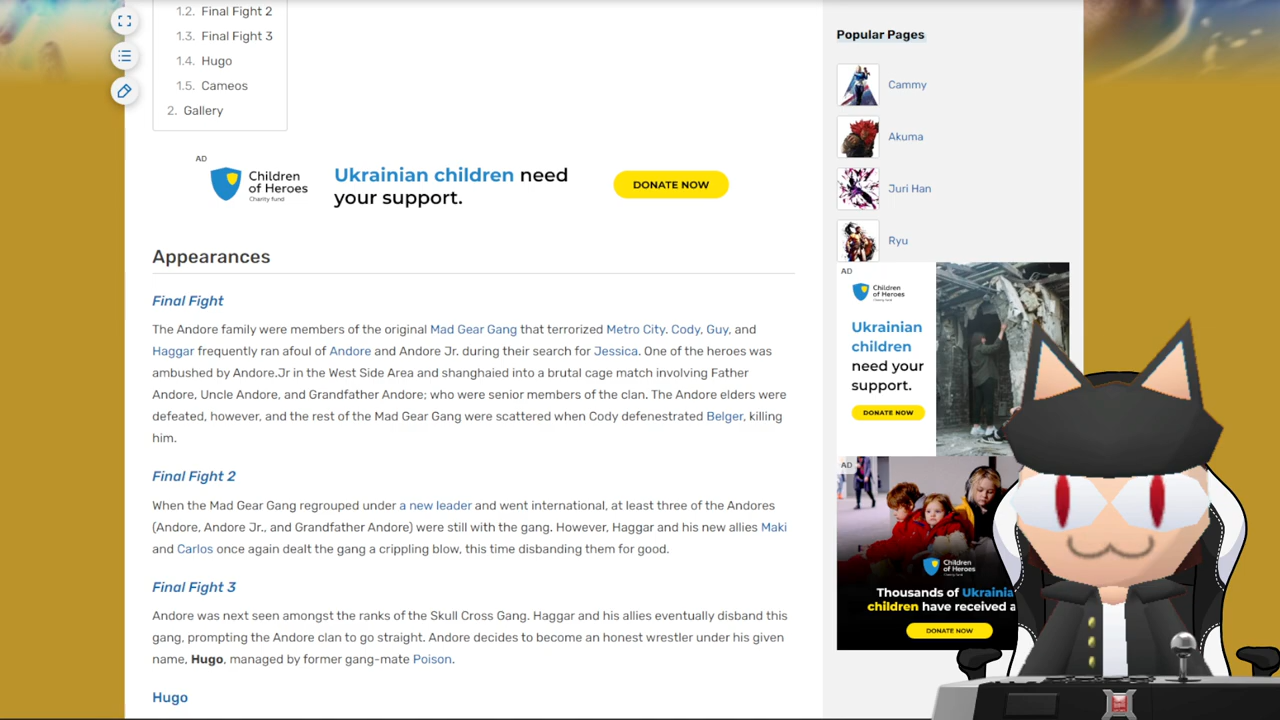 1.2. Final Fight 2
1.3. Final Fight 3
1.4. Hugo
1.5. Cameos
2. Gallery
AD
Children
of Heroes
Charity fund
Ukrainian children need
your support.
DONATE NOW
Appearances
Final Fight
The Andore family were members of the original Mad Gear Gang that terrorized Metro City. Cody, Guy, and
Haggar frequently ran afoul of Andore and Andore Jr. during their search for Jessica. One of the heroes was
ambushed by Andore.Jr in the West Side Area and shanghaied into a brutal cage match involving Father
Andore, Uncle Andore, and Grandfather Andore; who were senior members of the clan. The Andore elders were
defeated, however, and the rest of the Mad Gear Gang were scattered when Cody defenestrated Belger, killing
him.
Final Fight 2
When the Mad Gear Gang regrouped under a new leader and went international, at least three of the Andores
(Andore, Andore Jr., and Grandfather Andore) were still with the gang. However, Haggar and his new allies Maki
and Carlos once again dealt the gang a crippling blow, this time disbanding them for good.
Final Fight 3
Andore was next seen amongst the ranks of the Skull Cross Gang. Haggar and his allies eventually disband this
gang, prompting the Andore clan to go straight. Andore decides to become an honest wrestler under his given
name, Hugo, managed by former gang-mate Poison.
Hugo
Popular Pages
Cammy
Akuma
Juri Han
Ryu
AD
Children
of Heroes
Charity fund
Ukrainian
children
need your
support.
DONATE NOW
AD
Children
of Heroes
Charity fund
Thousands of Ukrainia
children have received a
DONATE NOW